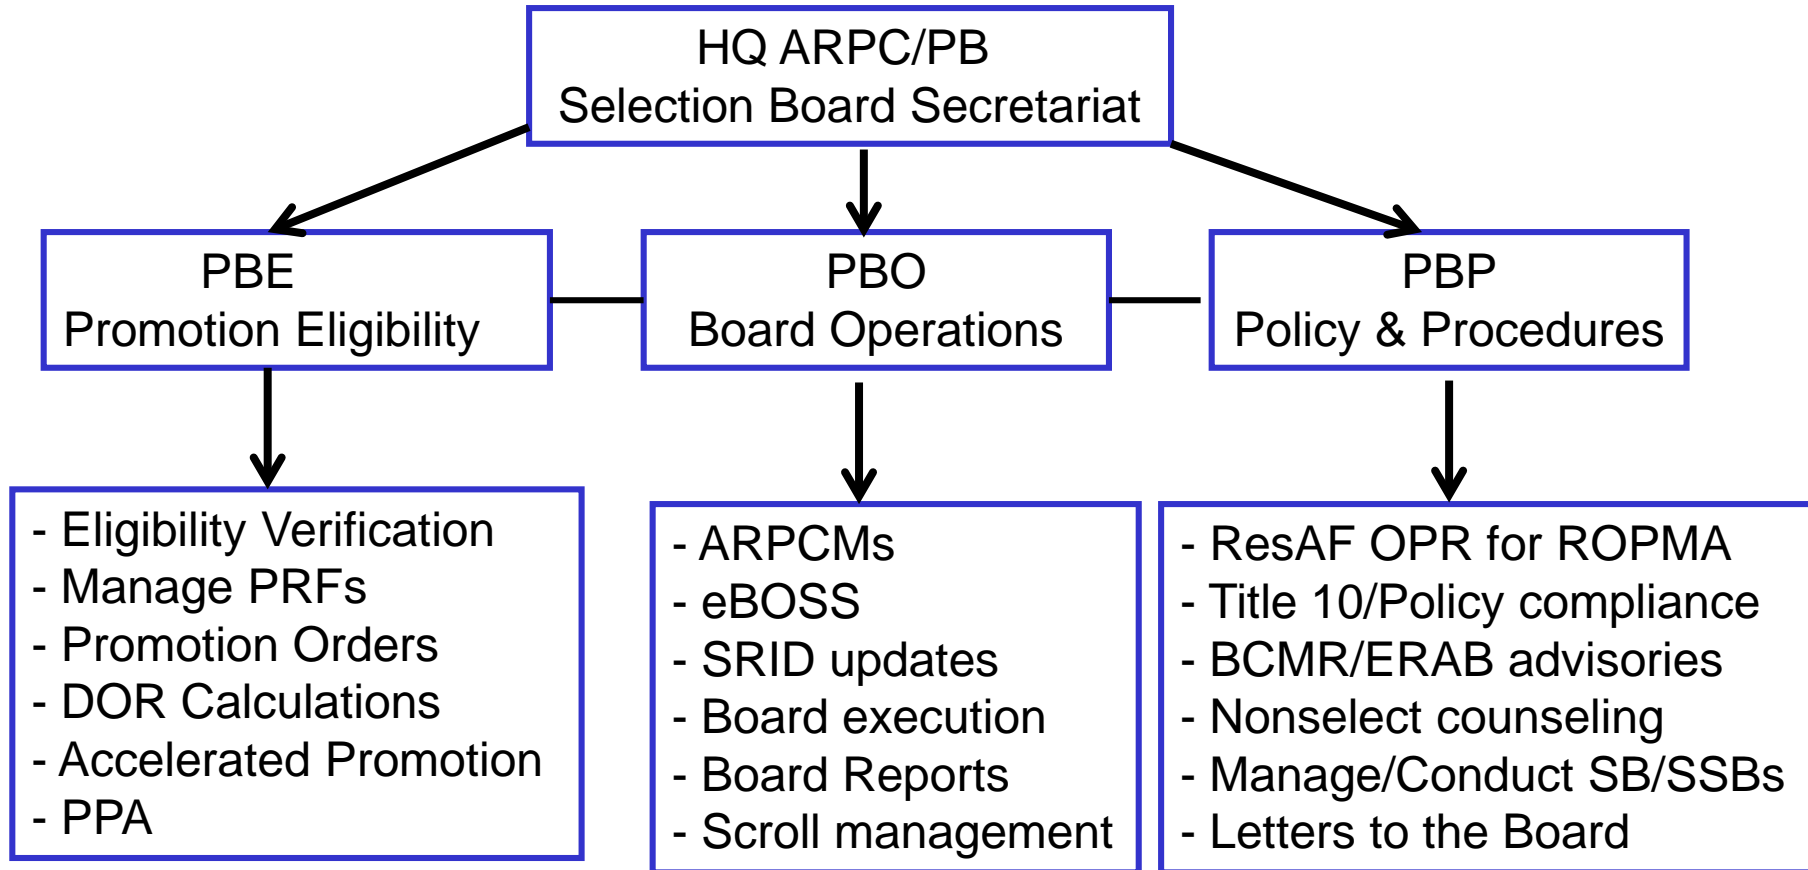 HQ ARPC/PB
Selection Board Secretariat
PBE
Promotion Eligibility
PBO
Board Operations
PBP
Policy & Procedures
- Eligibility Verification
- Manage PRFs
- Promotion Orders
- DOR Calculations
- Accelerated Promotion
- PPA
- ARPCMs
- eBOSS
- SRID updates
- Board execution
- Board Reports
- Scroll management
- ResAF OPR for ROPMA
- Title 10/Policy compliance
- BCMR/ERAB advisories
- Nonselect counseling
- Manage/Conduct SB/SSBs
- Letters to the Board